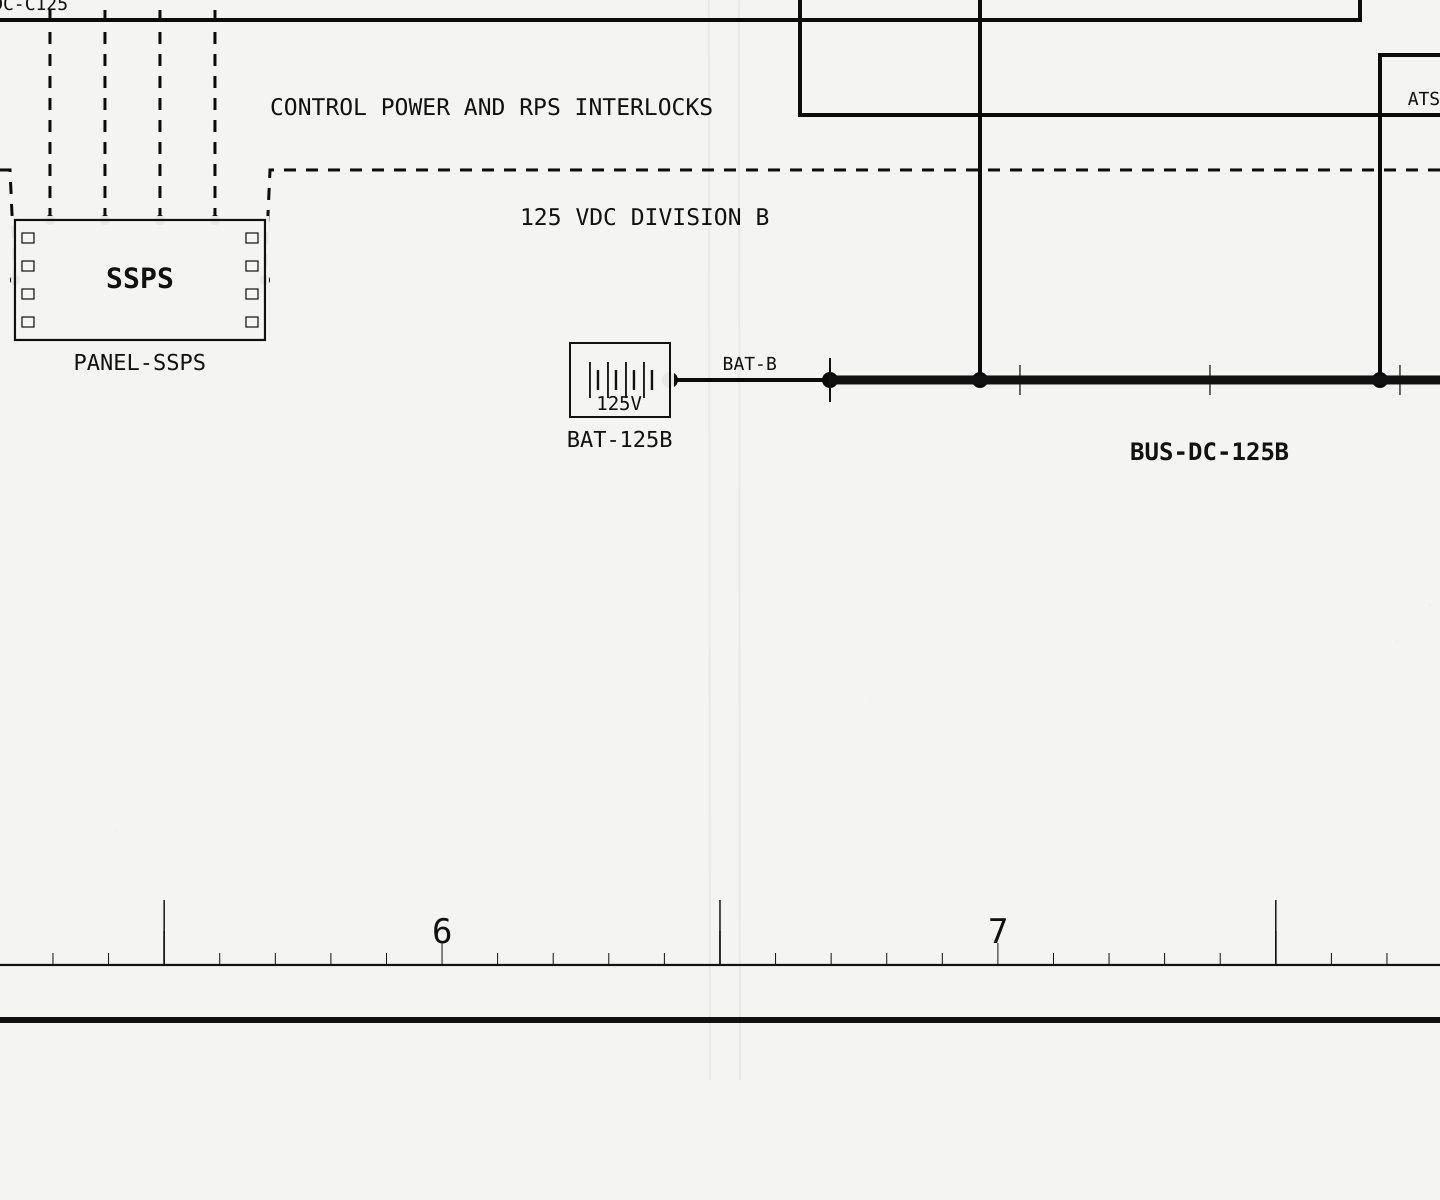 CONTROL POWER AND RPS INTERLOCKS
ATS
125 VDC DIVISION B
SSPS
PANEL-SSPS
BAT-B
125V
BAT-125B
BUS-DC-125B
6
7